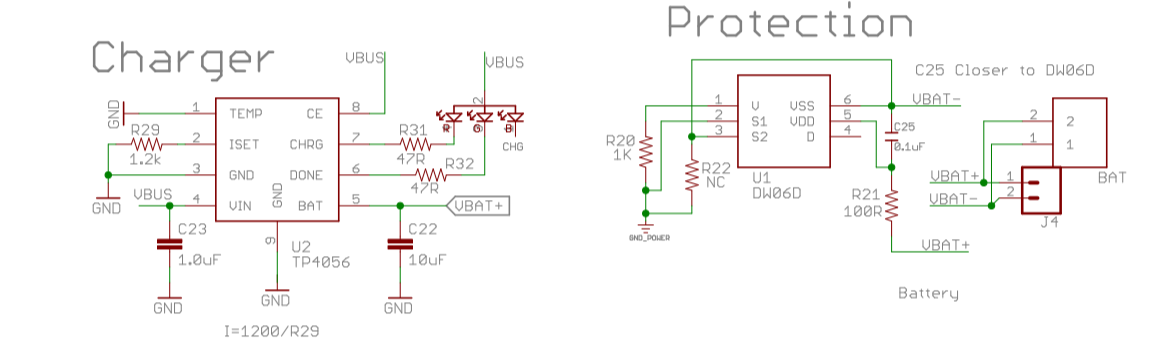 Charger
VBUS
VBUS
GND
1
TEMP
CE
8
2
R
G
B
CHG
R29
1.2k
2
ISET
CHRG
7
R31
47R
3
GND
DONE
6
R32
47R
GND
VBUS
4
VIN
GND
BAT
5
VBAT+
C23
1.0uF
9
U2
TP4056
C22
10uF
GND
GND
GND
I=1200/R29
Protection
C25 Closer to DW06D
1
V
VSS
6
VBAT-
2
S1
VDD
5
3
S2
D
4
C25
0.1uF
R20
1K
R22
NC
U1
DW06D
R21
100R
GND_POWER
VBAT+
2
2
1
1
BAT
VBAT+
1
VBAT-
2
J4
Battery